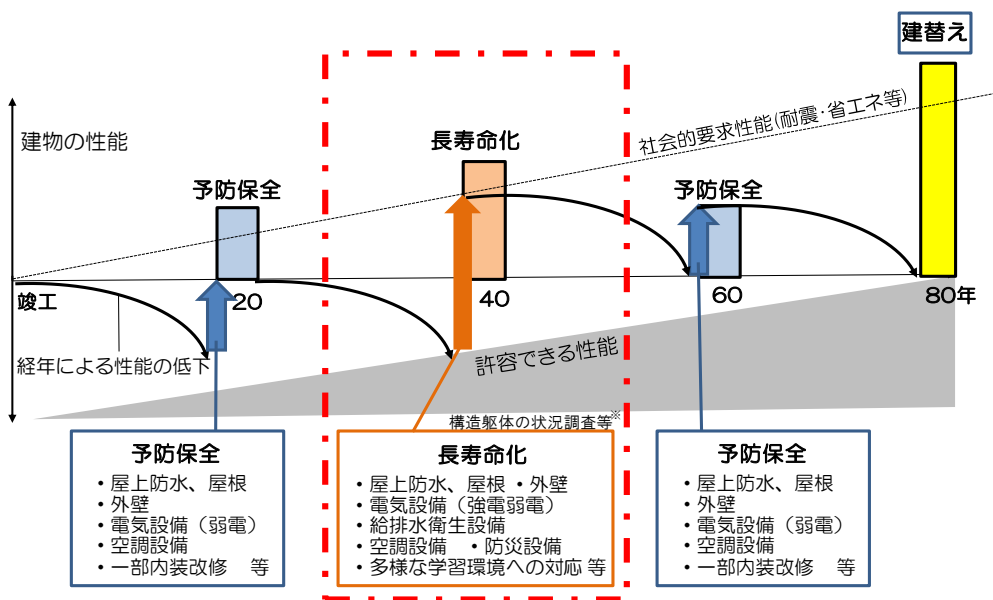 建替え
社会的要求性能(耐震・省エネ等)
建物の性能
長寿命化
予防保全
予防保全
竣工
20
40
60
80年
経年による性能の低下
許容できる性能
構造躯体の状況調査等※
予防保全
・屋上防水、屋根
・外壁
・電気設備（弱電）
・空調設備
・一部内装改修　等
長寿命化
・屋上防水、屋根 ・外壁
・電気設備（強電弱電）
・給排水衛生設備
・空調設備　・防災設備
・多様な学習環境への対応 等
予防保全
・屋上防水、屋根
・外壁
・電気設備（弱電）
・空調設備
・一部内装改修　等